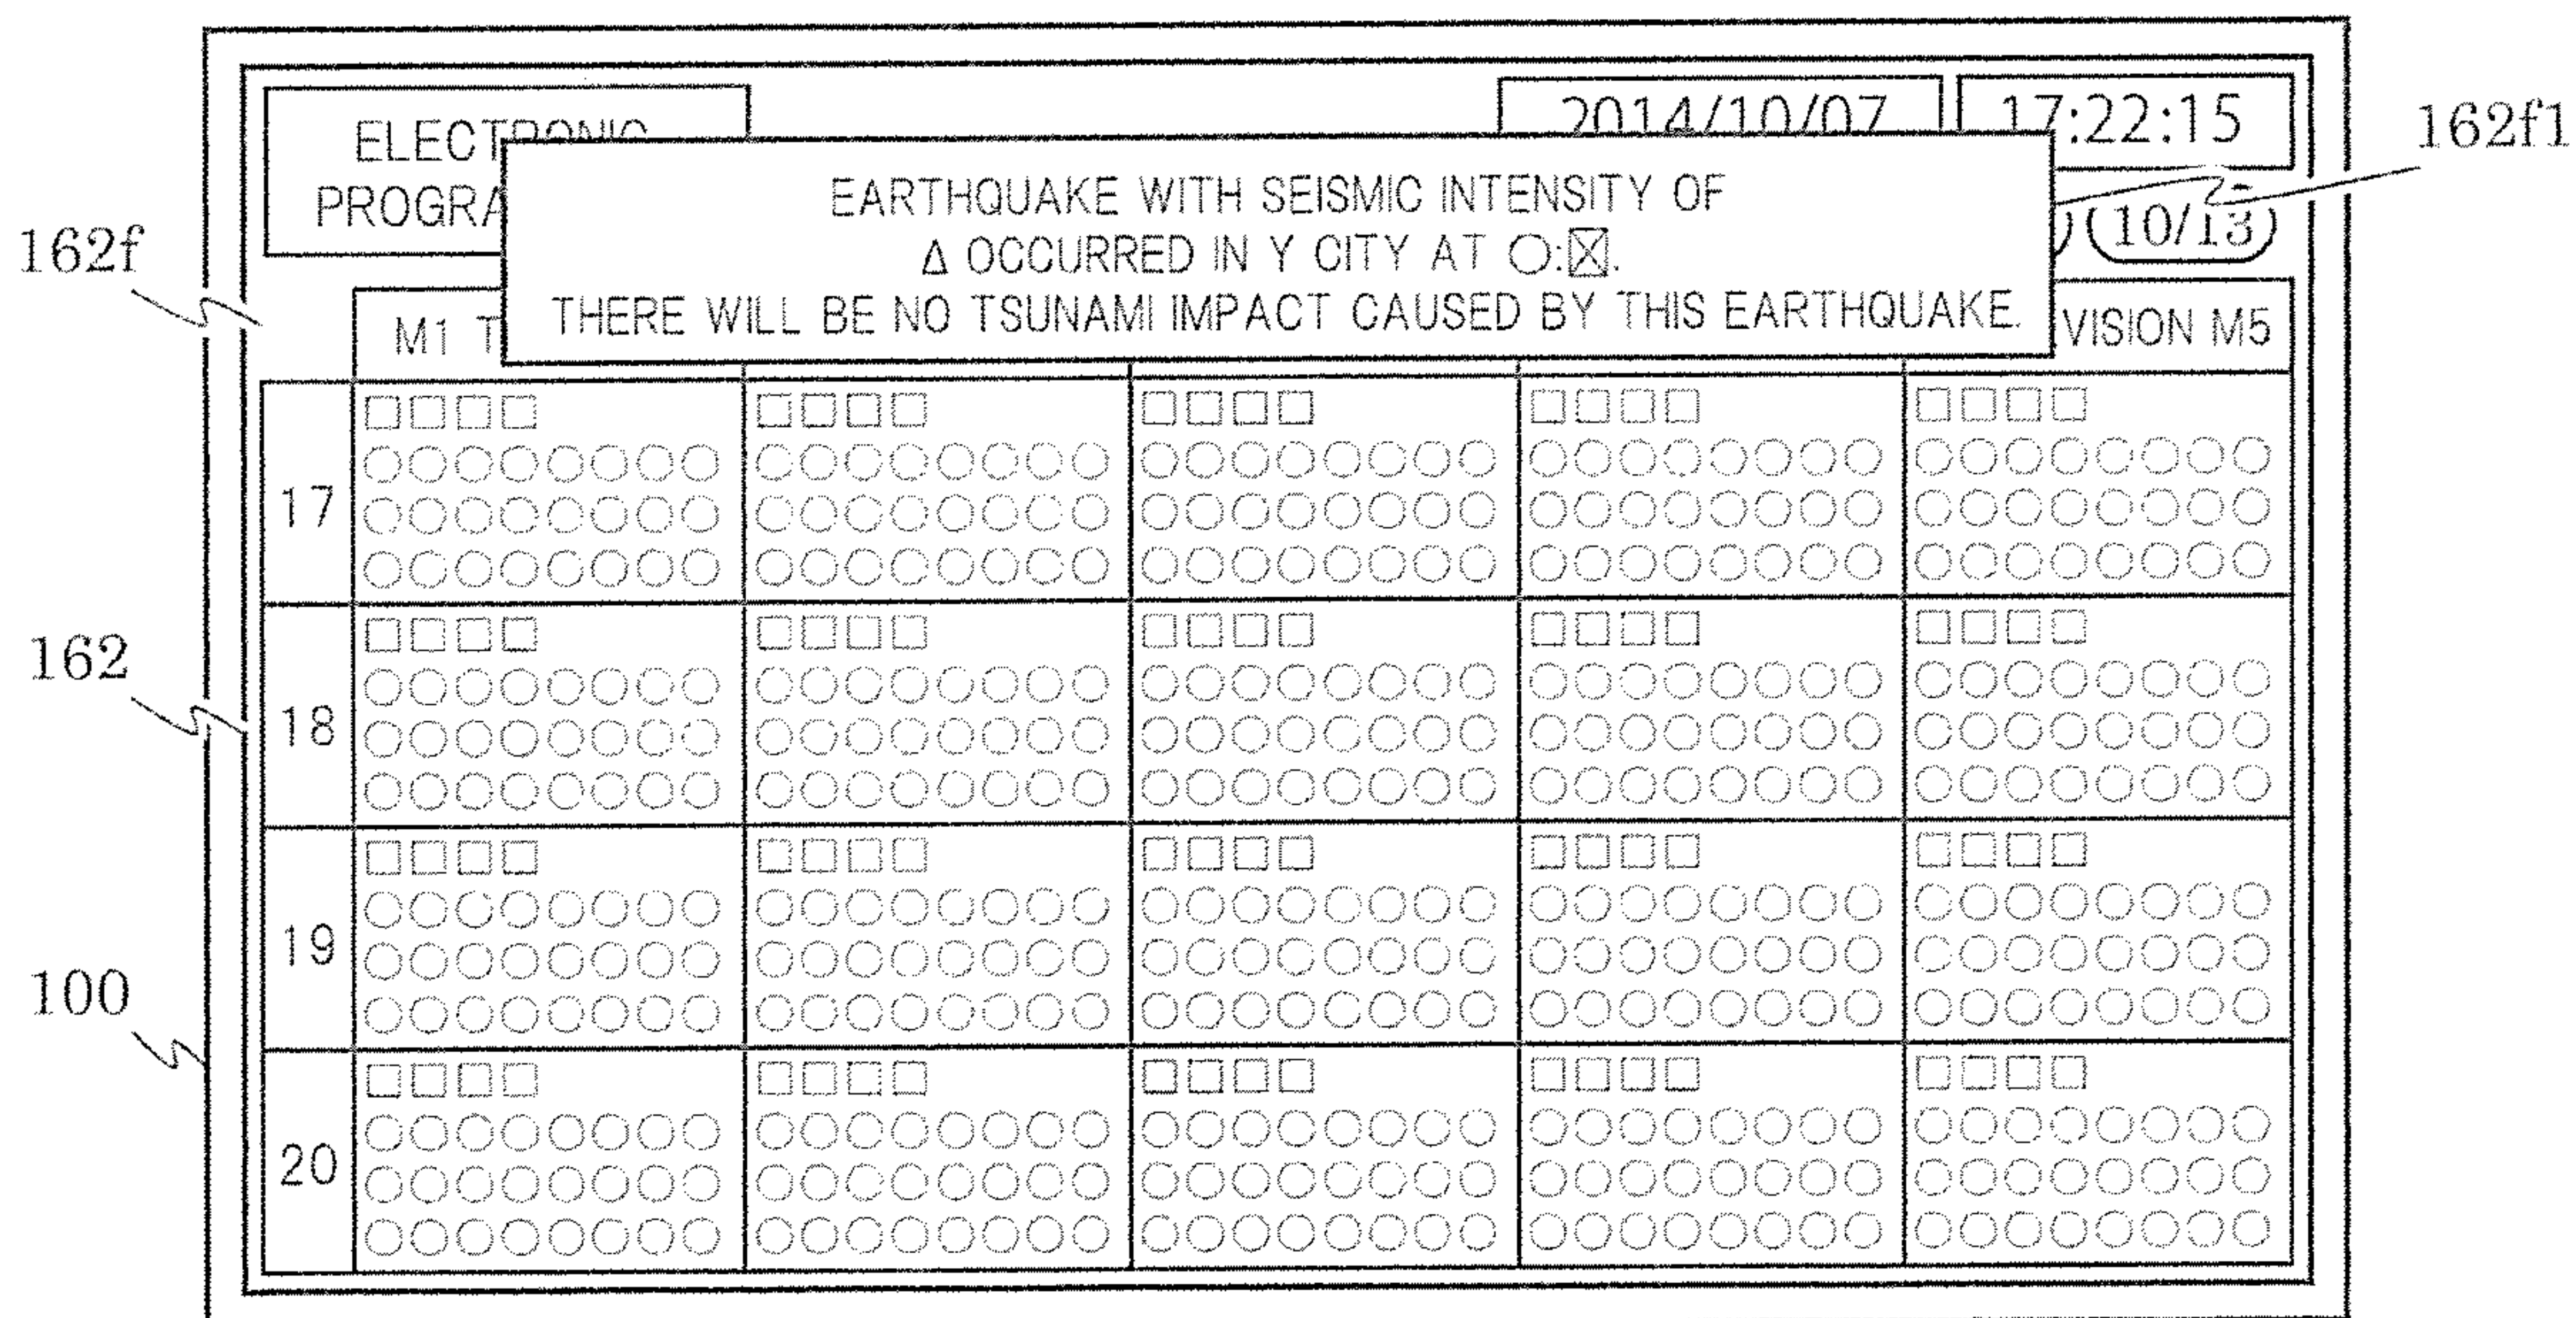 2014/10/07 17:22:15
162f1
ELECTRONIC
PROGRA
EARTHQUAKE WITH SEISMIC INTENSITY OF
Δ OCCURRED IN Y CITY AT ○:☒.
THERE WILL BE NO TSUNAMI IMPACT CAUSED BY THIS EARTHQUAKE.
10/13
162f
M1 T
VISION M5
17
□□□□ □□□□ □□□□ □□□□ □□□□
○○○○○○○○ ○○○○○○○○ ○○○○○○○○ ○○○○○○○○ ○○○○○○○○
○○○○○○○○ ○○○○○○○○ ○○○○○○○○ ○○○○○○○○ ○○○○○○○○
○○○○○○○○ ○○○○○○○○ ○○○○○○○○ ○○○○○○○○ ○○○○○○○○
162
18
□□□□ □□□□ □□□□ □□□□ □□□□
○○○○○○○○ ○○○○○○○○ ○○○○○○○○ ○○○○○○○○ ○○○○○○○○
○○○○○○○○ ○○○○○○○○ ○○○○○○○○ ○○○○○○○○ ○○○○○○○○
○○○○○○○○ ○○○○○○○○ ○○○○○○○○ ○○○○○○○○ ○○○○○○○○
19
□□□□ □□□□ □□□□ □□□□ □□□□
○○○○○○○○ ○○○○○○○○ ○○○○○○○○ ○○○○○○○○ ○○○○○○○○
○○○○○○○○ ○○○○○○○○ ○○○○○○○○ ○○○○○○○○ ○○○○○○○○
○○○○○○○○ ○○○○○○○○ ○○○○○○○○ ○○○○○○○○ ○○○○○○○○
100
20
□□□□ □□□□ □□□□ □□□□ □□□□
○○○○○○○○ ○○○○○○○○ ○○○○○○○○ ○○○○○○○○ ○○○○○○○○
○○○○○○○○ ○○○○○○○○ ○○○○○○○○ ○○○○○○○○ ○○○○○○○○
○○○○○○○○ ○○○○○○○○ ○○○○○○○○ ○○○○○○○○ ○○○○○○○○